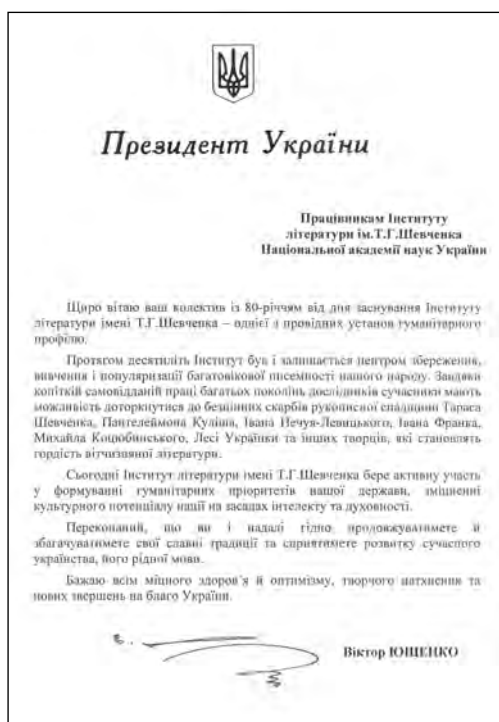 Президент України
Працівникам Інституту
літератури ім.Т.Г.Шевченка
Національної академії наук України
Щиро вітаю ваш колектив із 80-річчям від дня заснування Інституту
літератури імені Т.Г.Шевченка – однієї з провідних установ гуманітарного
профілю.
Протягом десятиліть Інститут був і залишається центром збереження,
вивчення і популяризації багатовікової писемності нашого народу. Завдяки
копіткій самовідданій праці багатьох поколінь дослідників сучасники мають
можливість доторкнутися до безцінних скарбів рукописної спадщини Тараса
Шевченка, Пантелеймона Куліша, Івана Нечуя-Левицького, Івана Франка,
Михайла Коцюбинського, Лесі Українки та інших творців, які становлять
гордість вітчизняної літератури.
Сьогодні Інститут літератури імені Т.Г.Шевченка бере активну участь
у формуванні гуманітарних пріоритетів нашої держави, зміцненні
культурного потенціалу нації на засадах інтелекту та духовності.
Переконаний, що ви і надалі гідно продовжуватимете й
збагачуватимете свої славні традиції та сприятимете розвитку сучасного
українства, його рідної мови.
Бажаю всім міцного здоров'я й оптимізму, творчого натхнення та
нових звершень на благо України.
Віктор ЮЩЕНКО